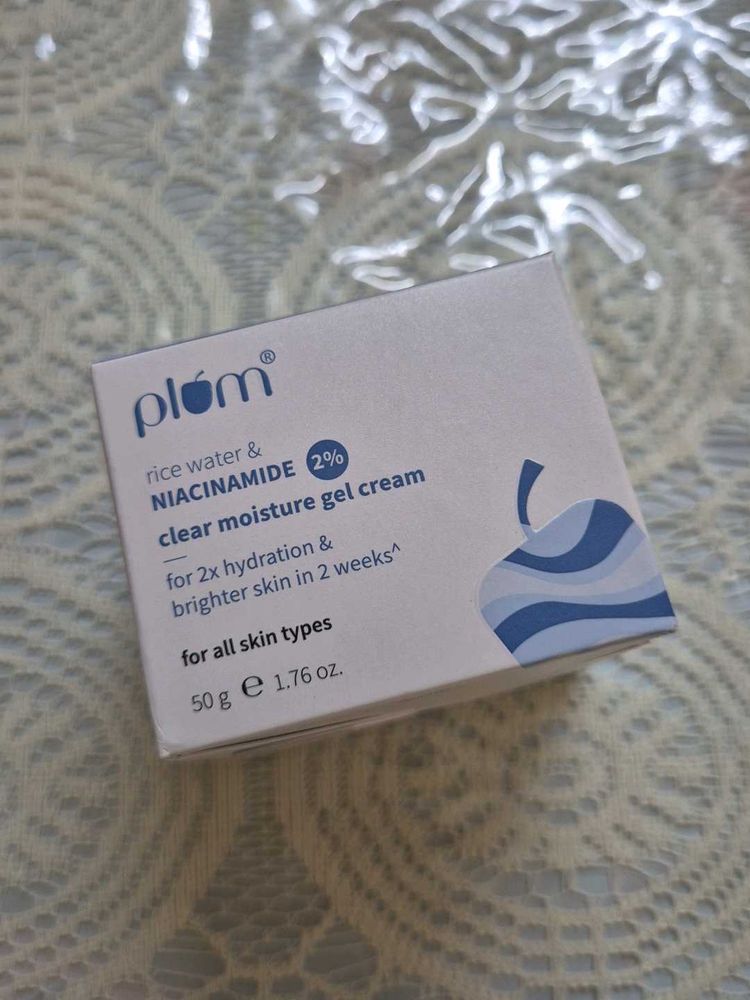 plum®
rice water &
NIACINAMIDE 2%
clear moisture gel cream
for 2x hydration &
brighter skin in 2 weeks^
for all skin types
50 g ℮ 1.76 oz.